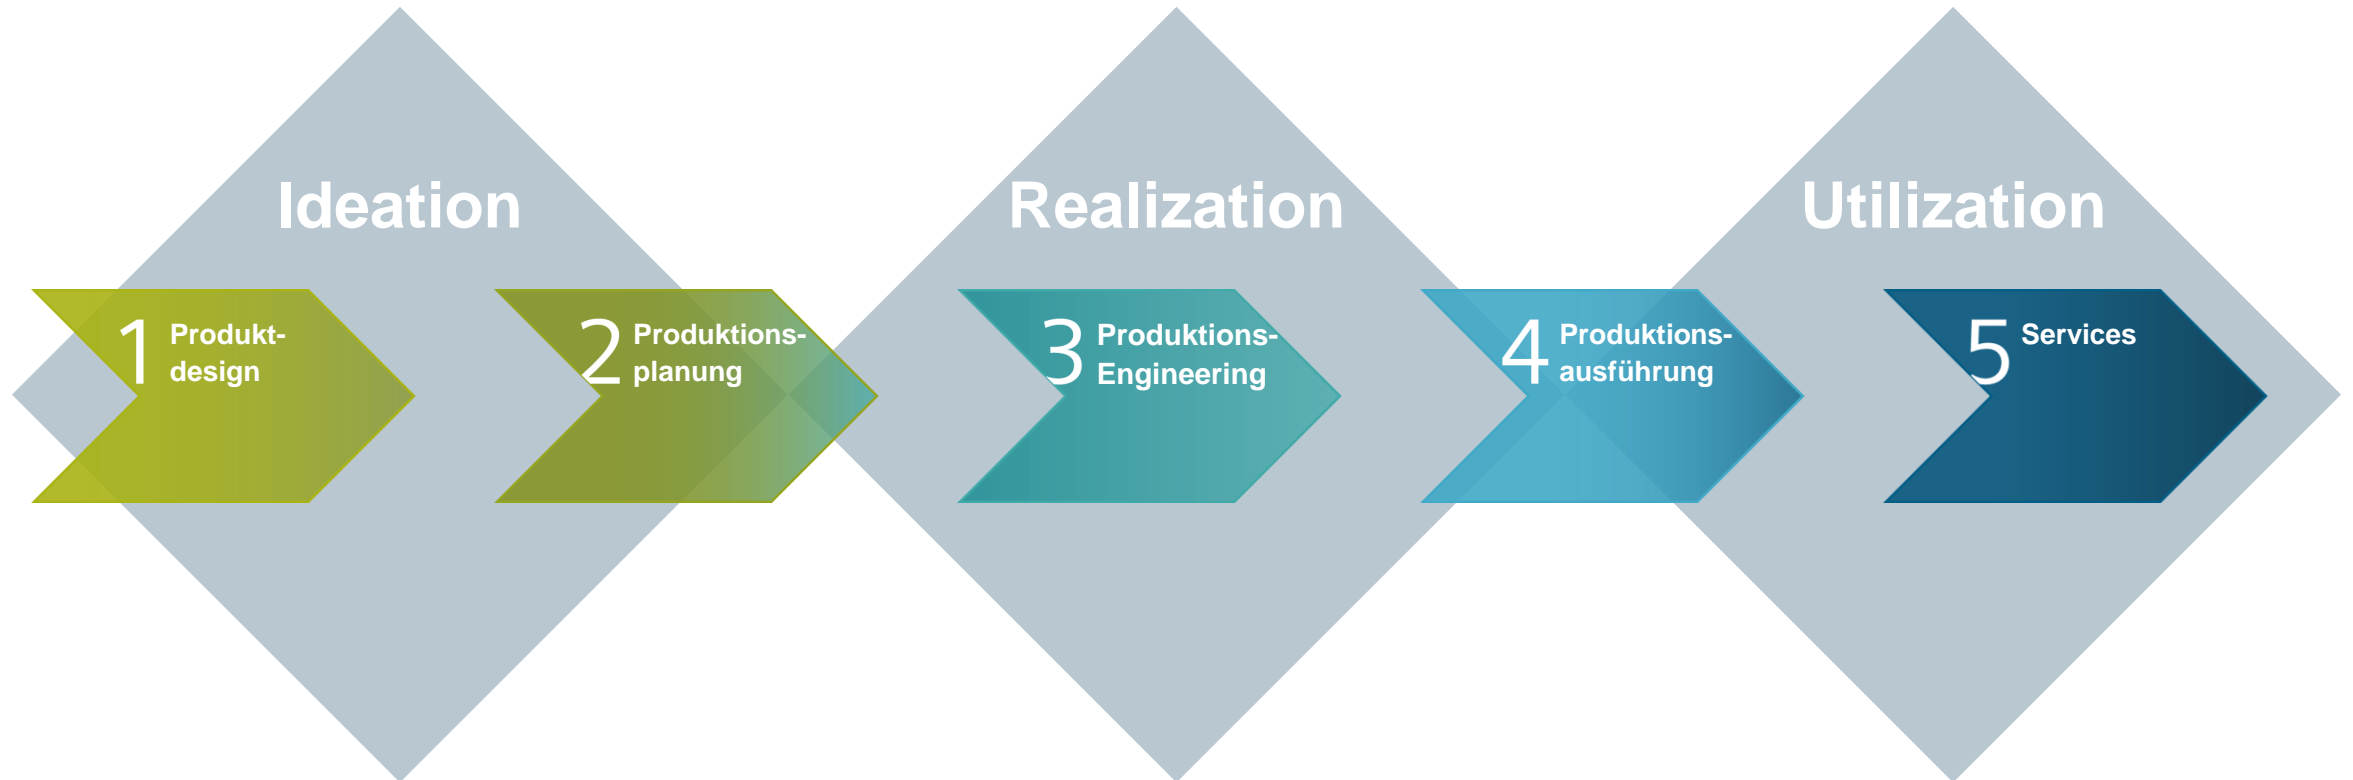 Ideation
Realization
Utilization
1 Produkt-
design
2 Produktions-
planung
3 Produktions-
Engineering
4 Produktions-
ausführung
5 Services